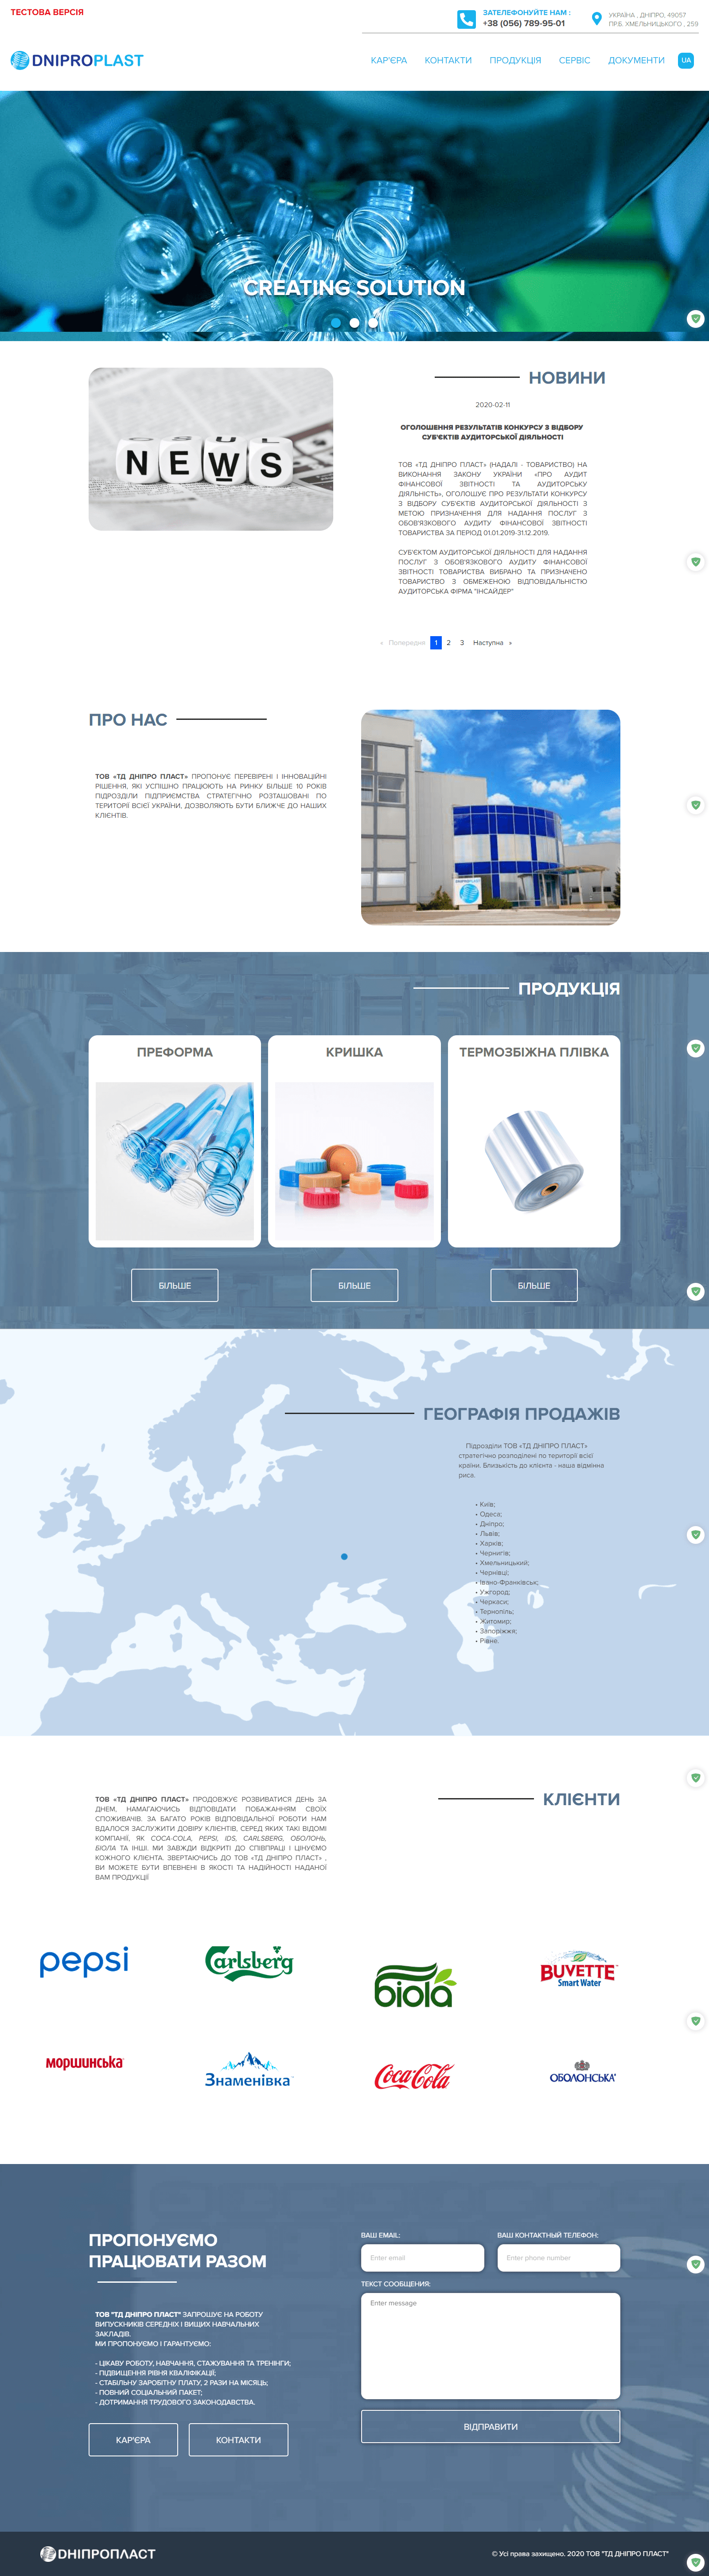 ТЕСТОВА ВЕРСІЯ
ЗАТЕЛЕФОНУЙТЕ НАМ :
+38 (056) 789-95-01
УКРАЇНА , ДНІПРО, 49057
ПР.Б. ХМЕЛЬНИЦЬКОГО , 259
DNIPROPLAST
КАР'ЄРА
КОНТАКТИ
ПРОДУКЦІЯ
СЕРВІС
ДОКУМЕНТИ
UA
CREATING SOLUTION
NEWS
НОВИНИ
2020-02-11
ОГОЛОШЕННЯ РЕЗУЛЬТАТІВ КОНКУРСУ З ВІДБОРУ
СУБ'ЄКТІВ АУДИТОРСЬКОЇ ДІЯЛЬНОСТІ
ТОВ «ТД ДНІПРО ПЛАСТ» (НАДАЛІ - ТОВАРИСТВО) НА
ВИКОНАННЯ ЗАКОНУ УКРАЇНИ «ПРО АУДИТ
ФІНАНСОВОЇ ЗВІТНОСТІ ТА АУДИТОРСЬКУ
ДІЯЛЬНІСТЬ», ОГОЛОШУЄ ПРО РЕЗУЛЬТАТИ КОНКУРСУ
З ВІДБОРУ СУБ'ЄКТІВ АУДИТОРСЬКОЇ ДІЯЛЬНОСТІ З
МЕТОЮ ПРИЗНАЧЕННЯ ДЛЯ НАДАННЯ ПОСЛУГ З
ОБОВ'ЯЗКОВОГО АУДИТУ ФІНАНСОВОЇ ЗВІТНОСТІ
ТОВАРИСТВА ЗА ПЕРІОД 01.01.2019-31.12.2019.
СУБ'ЄКТОМ АУДИТОРСЬКОЇ ДІЯЛЬНОСТІ ДЛЯ НАДАННЯ
ПОСЛУГ З ОБОВ'ЯЗКОВОГО АУДИТУ ФІНАНСОВОЇ
ЗВІТНОСТІ ТОВАРИСТВА ВИБРАНО ТА ПРИЗНАЧЕНО
ТОВАРИСТВО З ОБМЕЖЕНОЮ ВІДПОВІДАЛЬНІСТЮ
АУДИТОРСЬКА ФІРМА "ІНСАЙДЕР"
« Попередня 1 2 3 Наступна »
ПРО НАС
ТОВ «ТД ДНІПРО ПЛАСТ» ПРОПОНУЄ ПЕРЕВІРЕНІ І ІННОВАЦІЙНІ
РІШЕННЯ, ЯКІ УСПІШНО ПРАЦЮЮТЬ НА РИНКУ БІЛЬШЕ 10 РОКІВ
ПІДРОЗДІЛИ ПІДПРИЄМСТВА СТРАТЕГІЧНО РОЗТАШОВАНІ ПО
ТЕРИТОРІЇ ВСІЄЇ УКРАЇНИ, ДОЗВОЛЯЮТЬ БУТИ БЛИЖЧЕ ДО НАШИХ
КЛІЄНТІВ.
DNIPROPLAST
ПРОДУКЦІЯ
ПРЕФОРМА
КРИШКА
ТЕРМОЗБІЖНА ПЛІВКА
БІЛЬШЕ
БІЛЬШЕ
БІЛЬШЕ
ГЕОГРАФІЯ ПРОДАЖІВ
Підрозділи ТОВ «ТД ДНІПРО ПЛАСТ»
стратегічно розподілені по території всієї
країни. Близькість до клієнта - наша відмінна
риса.
• Київ;
• Одеса;
• Дніпро;
• Львів;
• Харків;
• Чернигів;
• Хмельницький;
• Чернівці;
• Івано-Франківськ;
• Ужгород;
• Черкаси;
• Тернопіль;
• Житомир;
• Запоріжжя;
• Рівне.
КЛІЄНТИ
ТОВ «ТД ДНІПРО ПЛАСТ» ПРОДОВЖУЄ РОЗВИВАТИСЯ ДЕНЬ ЗА
ДНЕМ, НАМАГАЮЧИСЬ ВІДПОВІДАТИ ПОБАЖАННЯМ СВОЇХ
СПОЖИВАЧІВ. ЗА БАГАТО РОКІВ ВІДПОВІДАЛЬНОЇ РОБОТИ НАМ
ВДАЛОСЯ ЗАСЛУЖИТИ ДОВІРУ КЛІЄНТІВ, СЕРЕД ЯКИХ ТАКІ ВІДОМІ
КОМПАНІЇ, ЯК COCA-COLA, PEPSI, IDS, CARLSBERG, ОБОЛОНЬ,
БІОЛА ТА ІНШІ. МИ ЗАВЖДИ ВІДКРИТІ ДО СПІВПРАЦІ І ЦІНУЄМО
КОЖНОГО КЛІЄНТА. ЗВЕРТАЮЧИСЬ ДО ТОВ «ТД ДНІПРО ПЛАСТ» ,
ВИ МОЖЕТЕ БУТИ ВПЕВНЕНІ В ЯКОСТІ ТА НАДІЙНОСТІ НАДАНОЇ
ВАМ ПРОДУКЦІЇ
pepsi
Carlsberg
biola
BUVETTE
Smart Water
моршинська
Знаменівка
Coca-Cola
ОБОЛОНСЬКА
ПРОПОНУЄМО
ПРАЦЮВАТИ РАЗОМ
ТОВ "ТД ДНІПРО ПЛАСТ" ЗАПРОШУЄ НА РОБОТУ
ВИПУСКНИКІВ СЕРЕДНІХ І ВИЩИХ НАВЧАЛЬНИХ
ЗАКЛАДІВ.
МИ ПРОПОНУЄМО І ГАРАНТУЄМО:
- ЦІКАВУ РОБОТУ, НАВЧАННЯ, СТАЖУВАННЯ ТА ТРЕНІНГИ;
- ПІДВИЩЕННЯ РІВНЯ КВАЛІФІКАЦІЇ;
- СТАБІЛЬНУ ЗАРОБІТНУ ПЛАТУ, 2 РАЗИ НА МІСЯЦЬ;
- ПОВНИЙ СОЦІАЛЬНИЙ ПАКЕТ;
- ДОТРИМАННЯ ТРУДОВОГО ЗАКОНОДАВСТВА.
КАР'ЄРА
КОНТАКТИ
ВАШ EMAIL:
Enter email
ВАШ КОНТАКТНЫЙ ТЕЛЕФОН:
Enter phone number
ТЕКСТ СООБЩЕНИЯ:
Enter message
ВІДПРАВИТИ
ДНІПРОПЛАСТ
© Усі права захищено. 2020 ТОВ "ТД ДНІПРО ПЛАСТ"